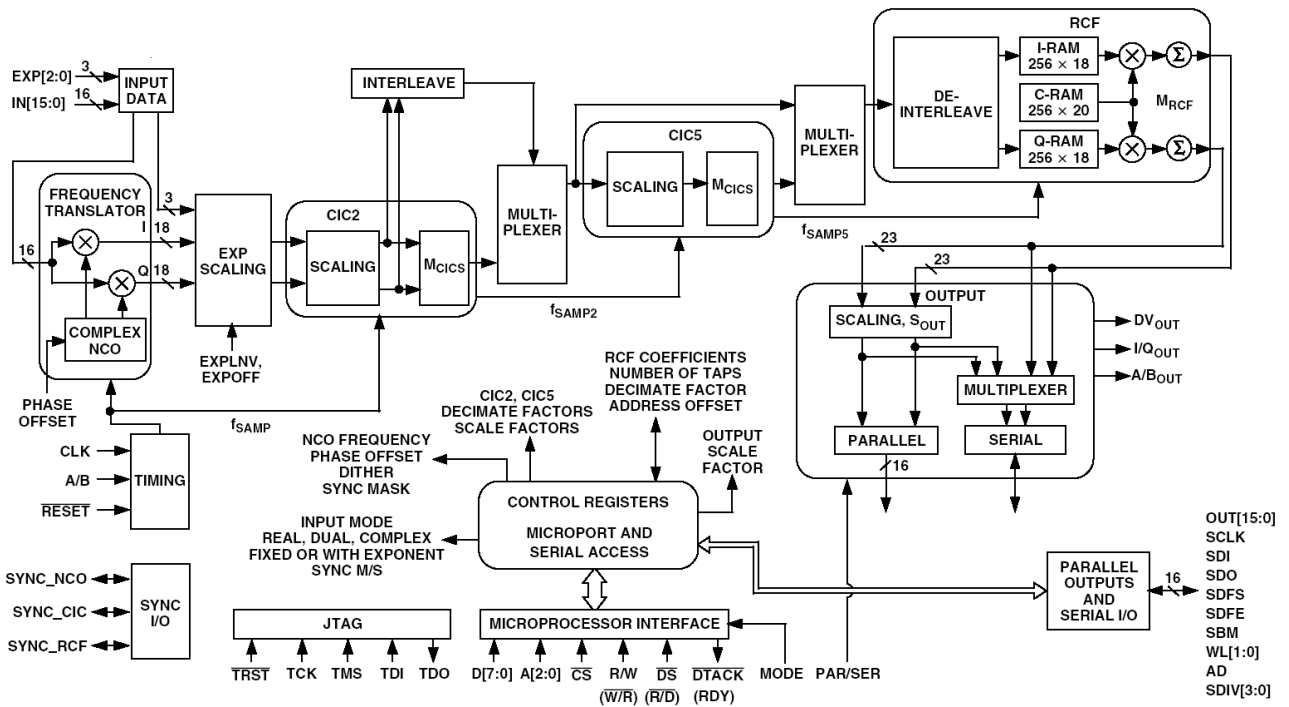 RCF
EXP[2:0]
3
IN[15:0]
16
INPUT
DATA
INTERLEAVE
DE-
INTERLEAVE
I-RAM
256 × 18
C-RAM
256 × 20
Q-RAM
256 × 18
MRCF
Σ
Σ
MULTI-
PLEXER
CIC5
SCALING
MCICS
fSAMP5
FREQUENCY
TRANSLATOR
3
I
18
Q
18
16
COMPLEX
NCO
EXP
SCALING
CIC2
SCALING
MCICS
MULTI-
PLEXER
fSAMP2
EXPLNV,
EXPOFF
PHASE
OFFSET
fSAMP
23
23
OUTPUT
SCALING, SOUT
MULTIPLEXER
PARALLEL
SERIAL
16
DVOUT
I/QOUT
A/BOUT
CLK
A/B
RESET
TIMING
RCF COEFFICIENTS
NUMBER OF TAPS
DECIMATE FACTOR
ADDRESS OFFSET
CIC2, CIC5
DECIMATE FACTORS
SCALE FACTORS
NCO FREQUENCY
PHASE OFFSET
DITHER
SYNC MASK
OUTPUT
SCALE
FACTOR
CONTROL REGISTERS
MICROPORT AND
SERIAL ACCESS
INPUT MODE
REAL, DUAL, COMPLEX
FIXED OR WITH EXPONENT
SYNC M/S
SYNC_NCO
SYNC_CIC
SYNC_RCF
SYNC
I/O
JTAG
TRST
TCK
TMS
TDI
TDO
MICROPROCESSOR INTERFACE
D[7:0]
A[2:0]
CS
R/W
(W/R)
DS
(R/D)
DTACK
(RDY)
MODE
PAR/SER
PARALLEL
OUTPUTS
AND
SERIAL I/O
16
OUT[15:0]
SCLK
SDI
SDO
SDFS
SDFE
SBM
WL[1:0]
AD
SDIV[3:0]